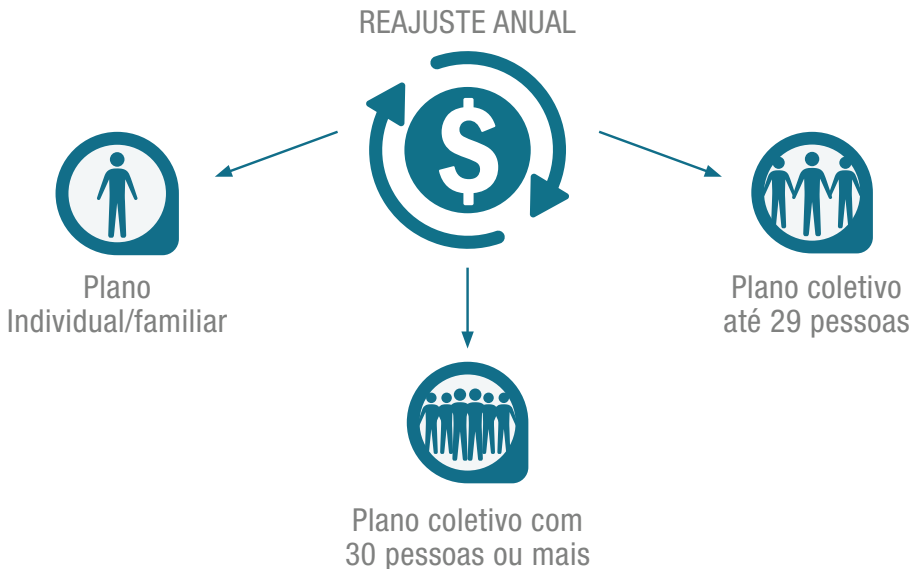 REAJUSTE ANUAL
$
Plano
Individual/familiar
Plano coletivo
até 29 pessoas
Plano coletivo com
30 pessoas ou mais